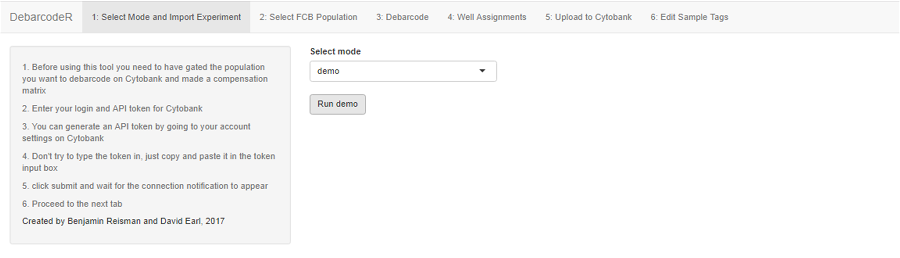 DebarcodeR 1: Select Mode and Import Experiment 2: Select FCB Population 3: Debarcode 4: Well Assignments 5: Upload to Cytobank 6: Edit Sample Tags
1. Before using this tool you need to have gated the population
you want to debarcode on Cytobank and made a compensation
matrix
2. Enter your login and API token for Cytobank
3. You can generate an API token by going to your account
settings on Cytobank
4. Don't try to type the token in, just copy and paste it in the token
input box
5. click submit and wait for the connection notification to appear
6. Proceed to the next tab
Created by Benjamin Reisman and David Earl, 2017
Select mode
demo
Run demo